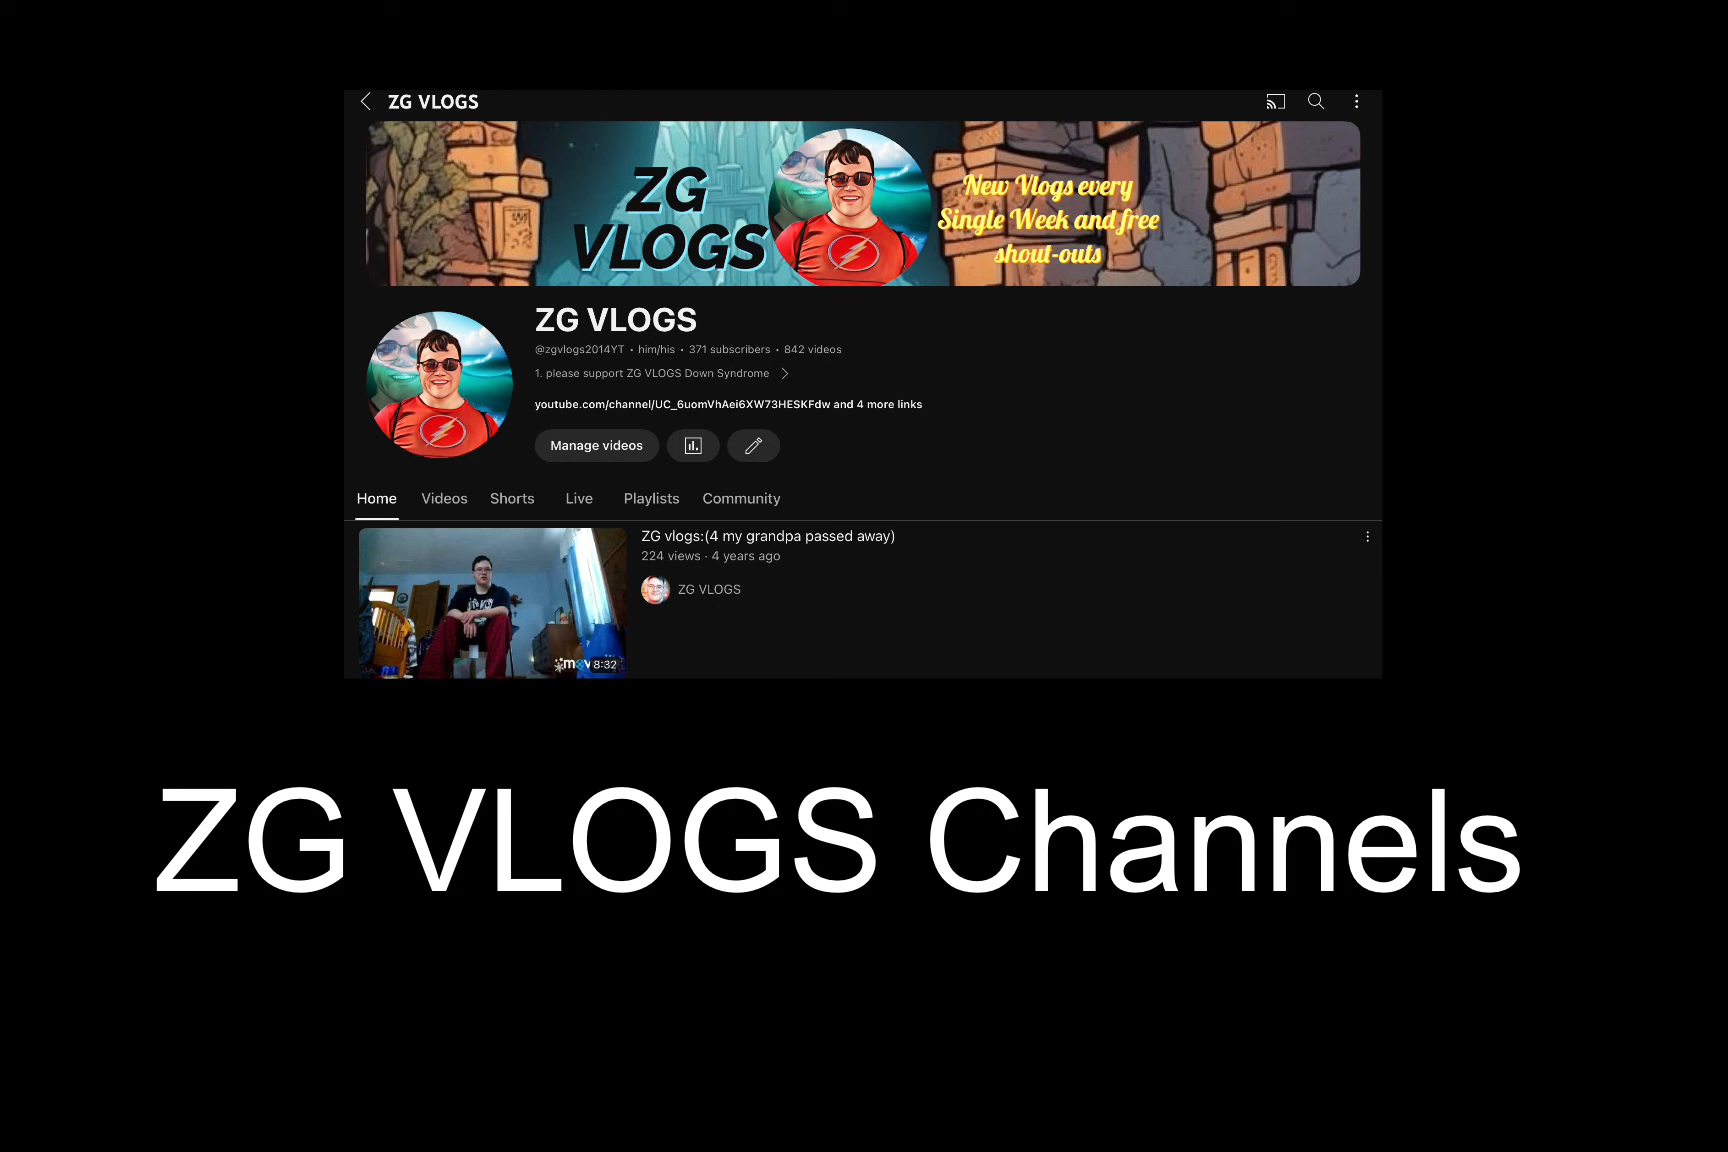 ZG VLOGS
ZG
VLOGS
New Vlogs every
Single Week and free
shout-outs
ZG VLOGS
@zgvlogs2014YT • him/his • 371 subscribers • 842 videos
1. please support ZG VLOGS Down Syndrome
youtube.com/channel/UC_6uomVhAei6XW73HESKFdw and 4 more links
Manage videos
Home Videos Shorts Live Playlists Community
ZG vlogs:(4 my grandpa passed away)
224 views · 4 years ago
ZG VLOGS
8:32
ZG VLOGS Channels